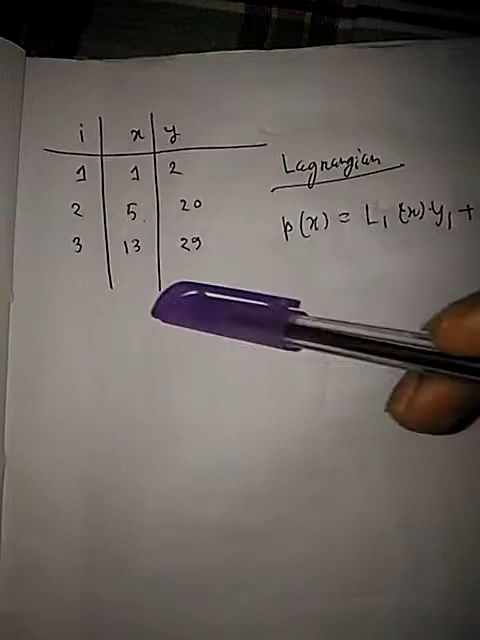 i x y
1 1 2
2 5 20
3 13 29
Lagrangian
p(x) = L₁(x).y₁ +